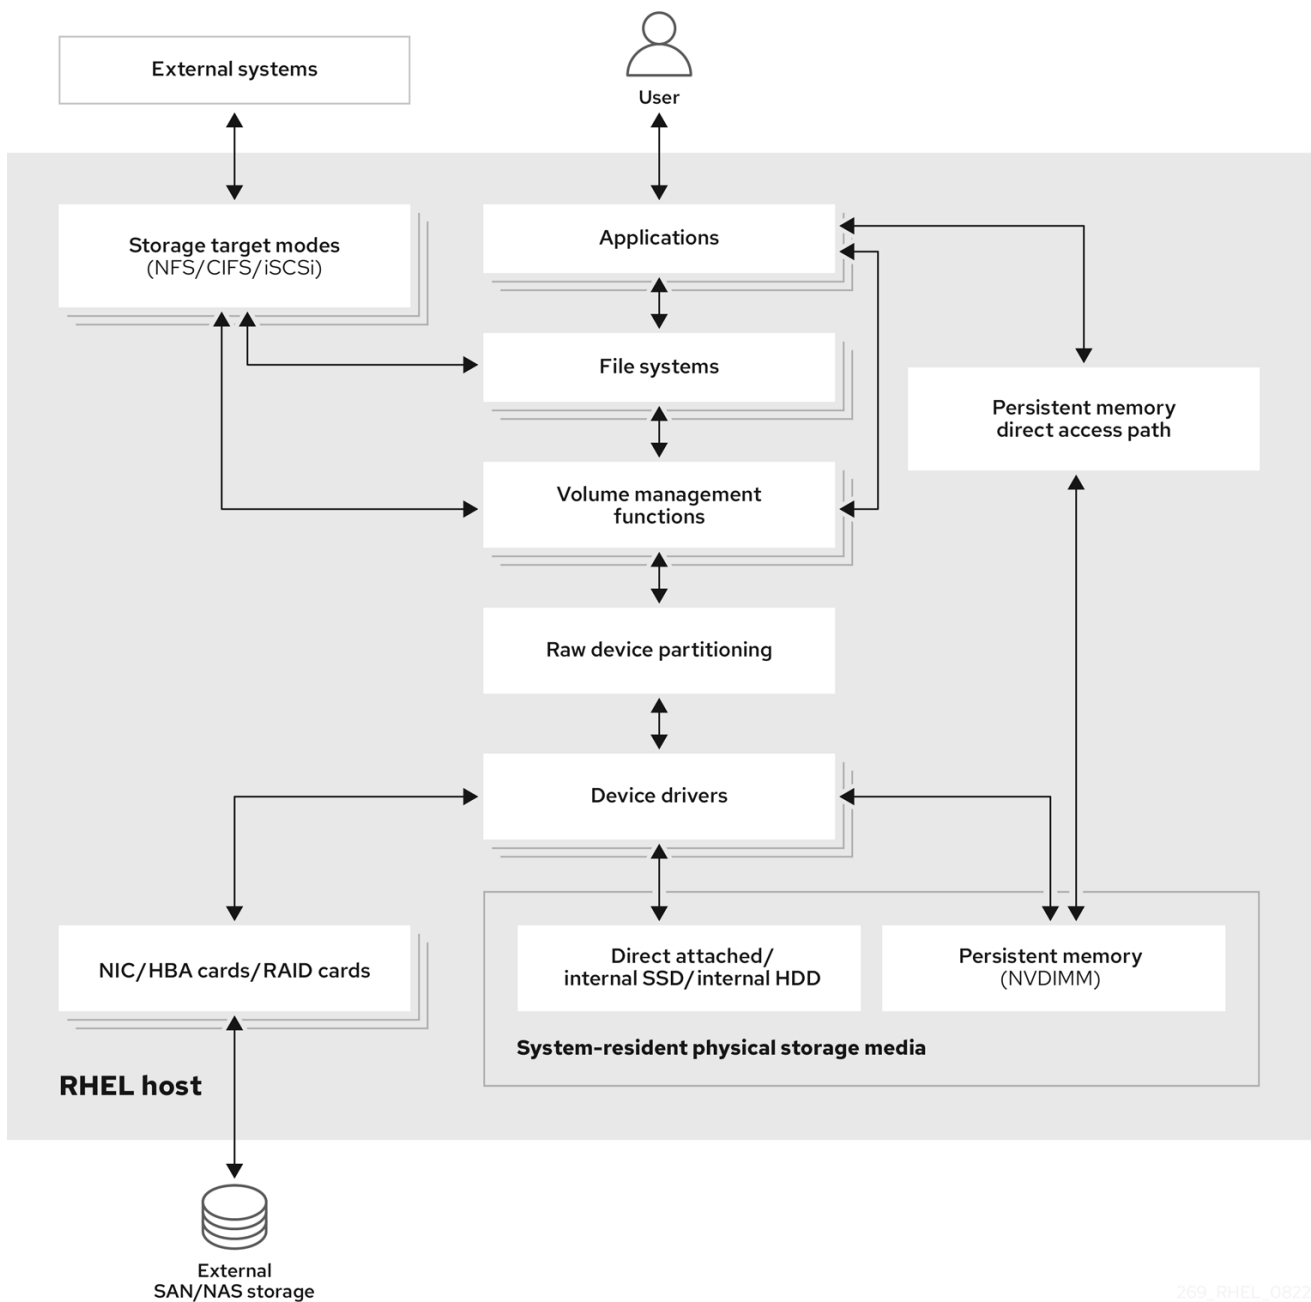 External systems
User
Storage target modes
(NFS/CIFS/iSCSi)
Applications
File systems
Persistent memory
direct access path
Volume management
functions
Raw device partitioning
Device drivers
NIC/HBA cards/RAID cards
Direct attached/
internal SSD/internal HDD
Persistent memory
(NVDIMM)
System-resident physical storage media
RHEL host
External
SAN/NAS storage
269_RHEL_0822